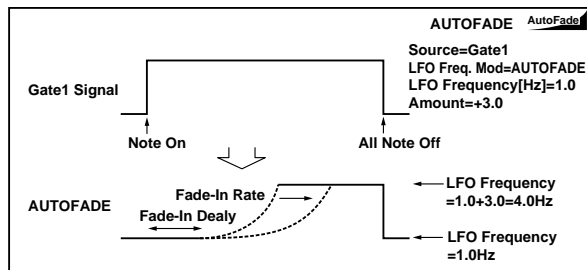 AUTOFADE AutoFade
Source=Gate1
LFO Freq. Mod=AUTOFADE
LFO Frequency[Hz]=1.0
Amount=+3.0
Gate1 Signal
Note On
All Note Off
AUTOFADE
Fade-In Rate
Fade-In Dealy
LFO Frequency
=1.0+3.0=4.0Hz
LFO Frequency
=1.0Hz